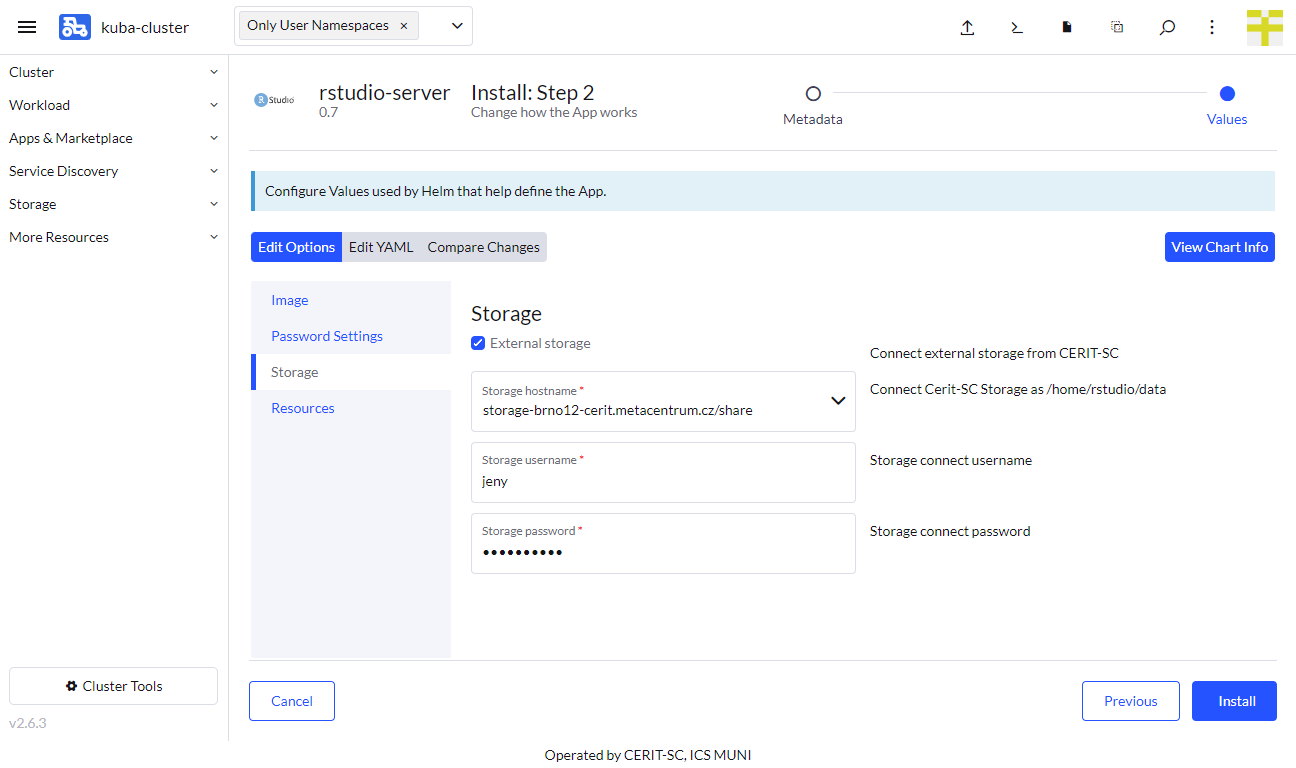 kuba-cluster
Only User Namespaces ×
Cluster
Workload
Apps & Marketplace
Service Discovery
Storage
More Resources
Cluster Tools
v2.6.3
R Studio
rstudio-server
0.7
Install: Step 2
Change how the App works
Metadata
Values
Configure Values used by Helm that help define the App.
Edit Options Edit YAML Compare Changes
View Chart Info
Image
Password Settings
Storage
Resources
Storage
External storage
Connect external storage from CERIT-SC
Storage hostname *
storage-brno12-cerit.metacentrum.cz/share
Connect Cerit-SC Storage as /home/rstudio/data
Storage username *
jeny
Storage connect username
Storage password *
••••••••••
Storage connect password
Cancel
Previous
Install
Operated by CERIT-SC, ICS MUNI